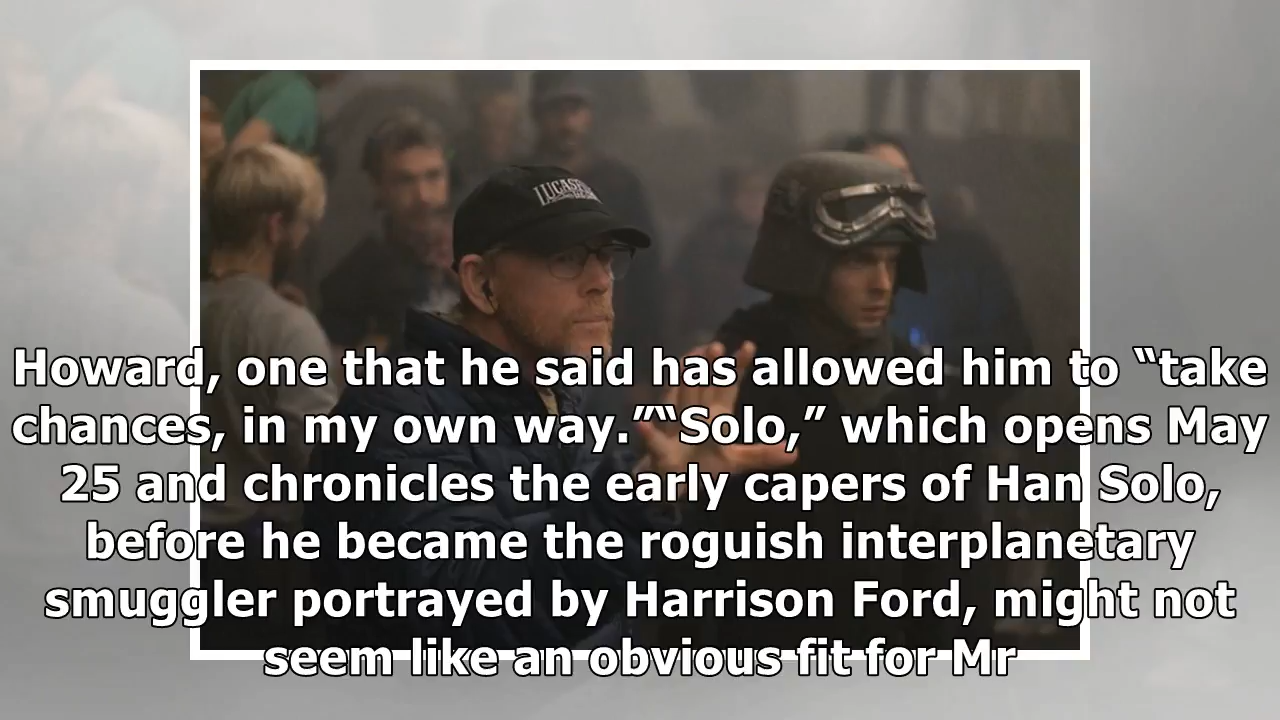 LUCASFILM
Howard, one that he said has allowed him to “take
chances, in my own way.”“Solo,” which opens May
25 and chronicles the early capers of Han Solo,
before he became the roguish interplanetary
smuggler portrayed by Harrison Ford, might not
seem like an obvious fit for Mr